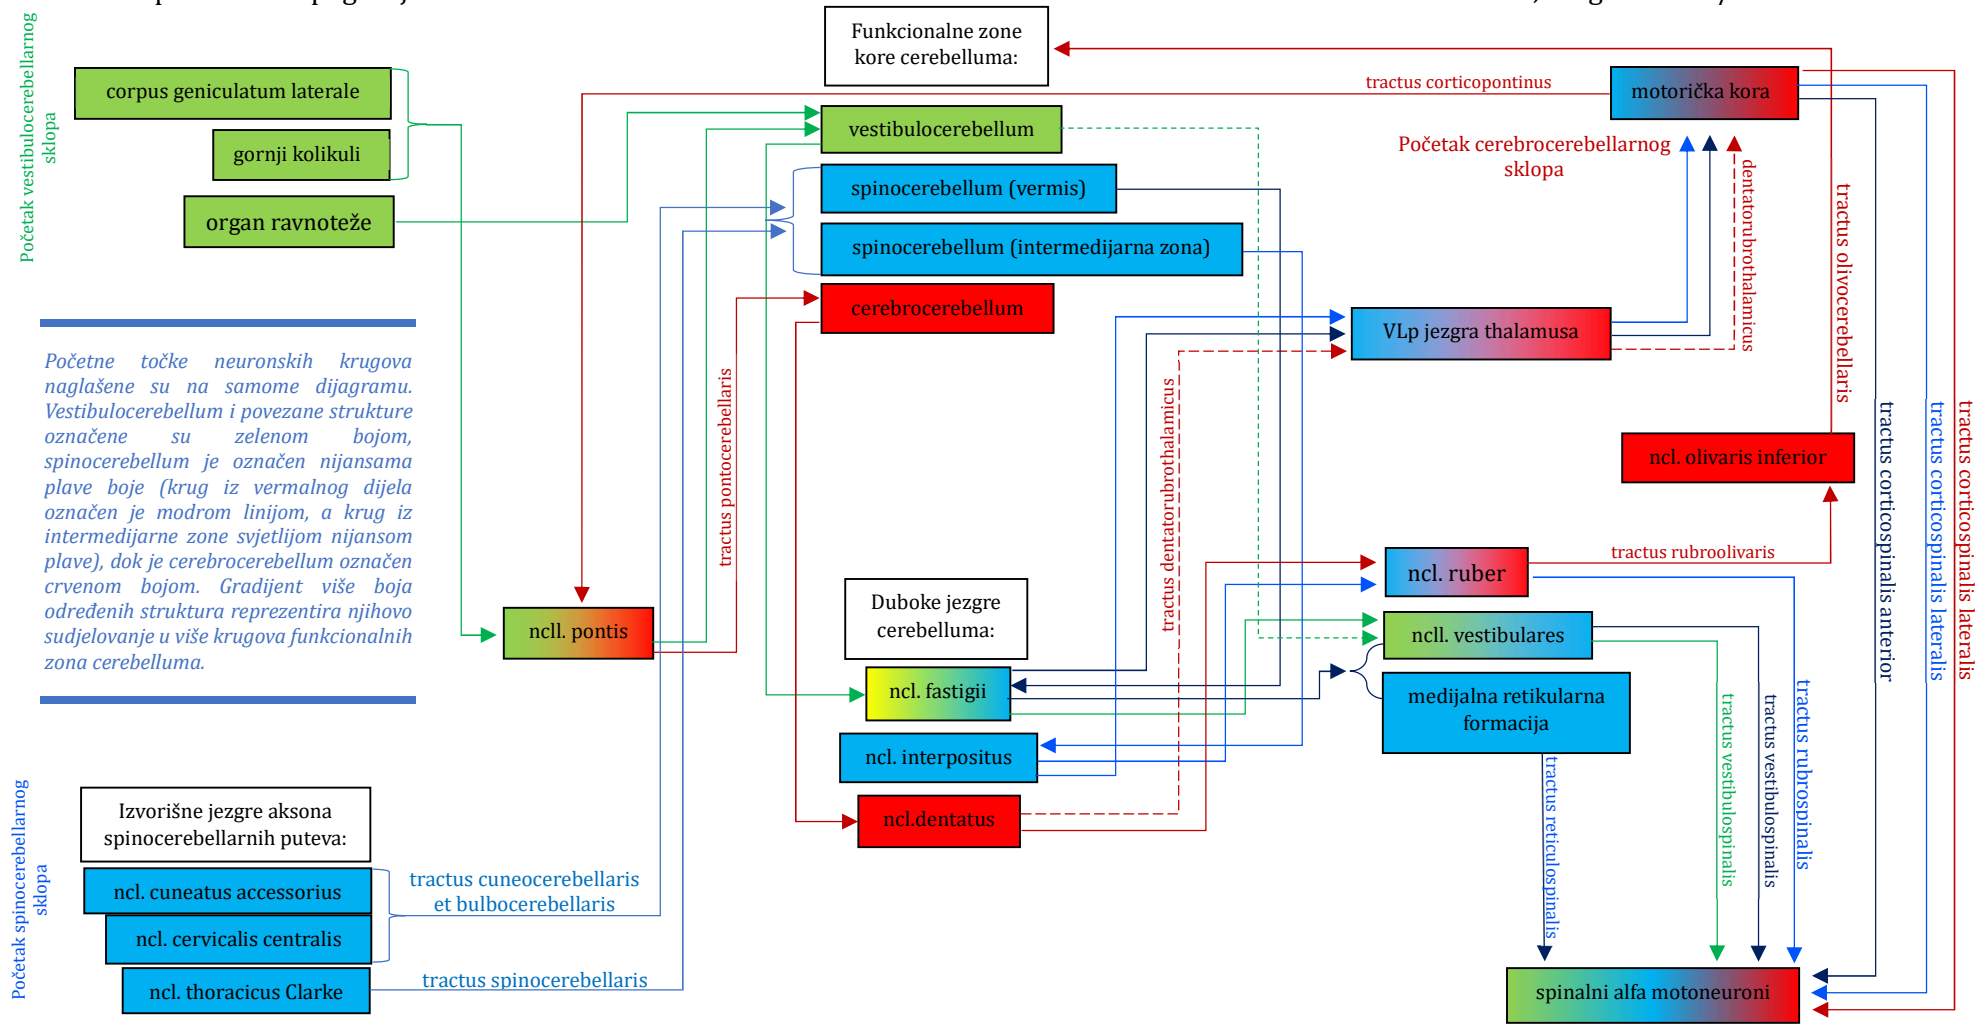 Funkcionalne zone
kore cerebelluma:
Početak vestibulocerebellarnog
sklopa
corpus geniculatum laterale
gornji kolikuli
organ ravnoteže
vestibulocerebellum
spinocerebellum (vermis)
spinocerebellum (intermedijarna zona)
cerebrocerebellum
tractus corticopontinus
motorička kora
Početak cerebrocerebellarnog
sklopa
dentatorubrothalamicus
tractus olivocerebellaris
VLp jezgra thalamusa
Početne točke neuronskih krugova
naglašene su na samome dijagramu.
Vestibulocerebellum i povezane strukture
označene su zelenom bojom,
spinocerebellum je označen nijansama
plave boje (krug iz vermalnog dijela
označen je modrom linijom, a krug iz
intermedijarne zone svjetlijom nijansom
plave), dok je cerebrocerebellum označen
crvenom bojom. Gradijent više boja
određenih struktura reprezentira njihovo
sudjelovanje u više krugova funkcionalnih
zona cerebelluma.
tractus pontocerebellaris
tractus dentatorubrothalamicus
tractus corticospinalis anterior
tractus corticospinalis lateralis
tractus corticospinalis lateralis
ncl. olivaris inferior
ncl. ruber
tractus rubroolivaris
ncll. pontis
Duboke jezgre
cerebelluma:
ncll. vestibulares
ncl. fastigii
medijalna retikularna
formacija
ncl. interpositus
ncl.dentatus
tractus reticulospinalis
tractus vestibulospinalis
tractus vestibulospinalis
tractus rubrospinalis
Početak spinocerebellarnog
sklopa
Izvorišne jezgre aksona
spinocerebellarnih puteva:
ncl. cuneatus accessorius
ncl. cervicalis centralis
ncl. thoracicus Clarke
tractus cuneocerebellaris
et bulbocerebellaris
tractus spinocerebellaris
spinalni alfa motoneuroni